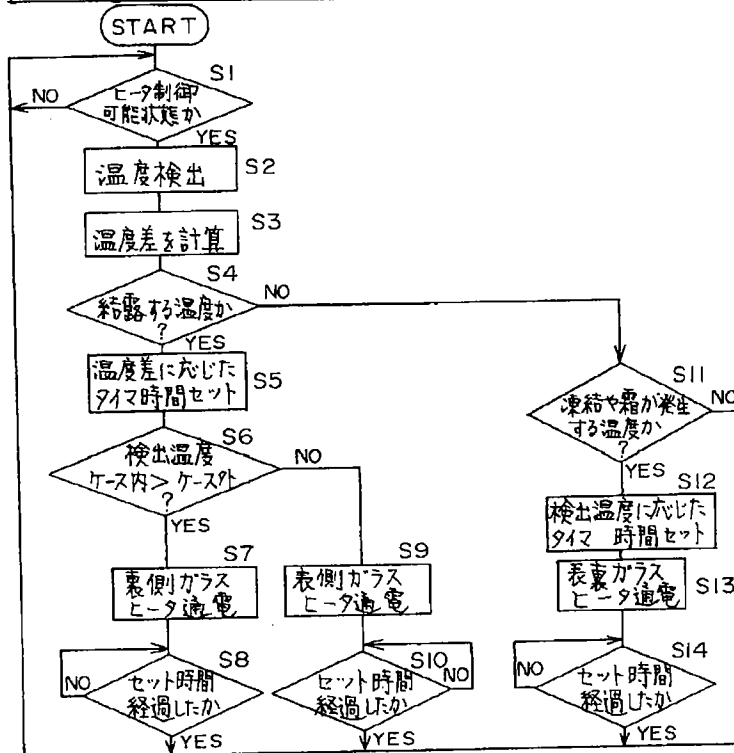 START
S1
ヒータ制御
可能状態か
NO
YES
温度検出
S2
温度差を計算
S3
S4
結露する温度か
?
NO
YES
温度差に応じた
タイマ時間セット
S5
S6
検出温度
ケース内>ケース外
?
NO
YES
S7
裏側ガラス
ヒータ通電
S8
セット時間
経過したか
NO
YES
S9
表側ガラス
ヒータ通電
S10
セット時間
経過したか
NO
YES
S11
凍結や霜が発生
する温度か
?
NO
YES
S12
検出温度に応じた
タイマ 時間セット
表裏ガラス
ヒータ通電
S13
S14
セット時間
経過したか
NO
YES